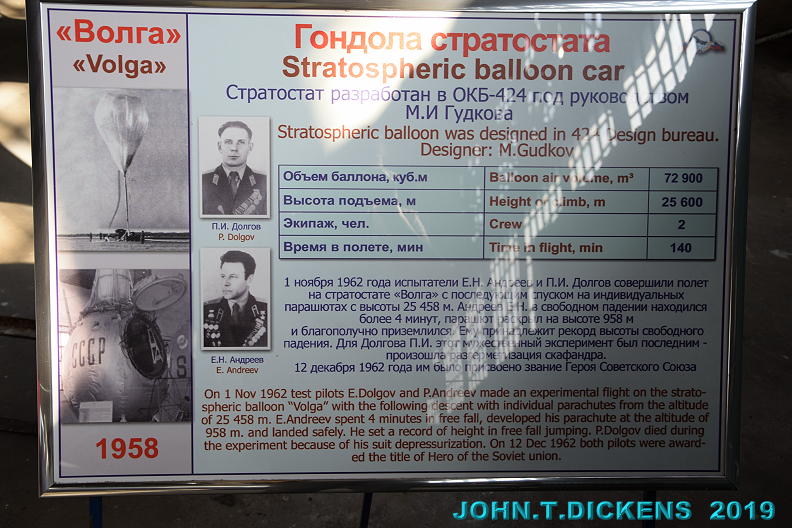 «Волга»
«Volga»
1958
Гондола стратостата
Stratospheric balloon car
Стратостат разработан в ОКБ-424 под руководством
М.И Гудкова
Stratospheric balloon was designed in 424 Design bureau.
Designer: M.Gudkov
П.И. Долгов
P. Dolgov
Е.Н. Андреев
E. Andreev
Объем баллона, куб.м Balloon air volume, m³ 72 900
Высота подъема, м Height of climb, m 25 600
Экипаж, чел. Crew 2
Время в полете, мин Time in flight, min 140
1 ноября 1962 года испытатели Е.Н. Андреев и П.И. Долгов совершили полет
на стратостате «Волга» с последующим спуском на индивидуальных
парашютах с высоты 25 458 м. Андреев Е.Н. в свободном падении находился
более 4 минут, парашют раскрыл на высоте 958 м
и благополучно приземлился. Ему принадлежит рекорд высоты свободного
падения. Для Долгова П.И. этот мужественный эксперимент был последним -
произошла разгерметизация скафандра.
12 декабря 1962 года им было присвоено звание Героя Советского Союза
On 1 Nov 1962 test pilots E.Dolgov and P.Andreev made an experimental flight on the strato-
spheric balloon "Volga" with the following descent with individual parachutes from the altitude
of 25 458 m. E.Andreev spent 4 minutes in free fall, developed his parachute at the altitude of
958 m. and landed safely. He set a record of height in free fall jumping. P.Dolgov died during
the experiment because of his suit depressurization. On 12 Dec 1962 both pilots were award-
ed the title of Hero of the Soviet union.
СССР
JOHN.T.DICKENS 2019